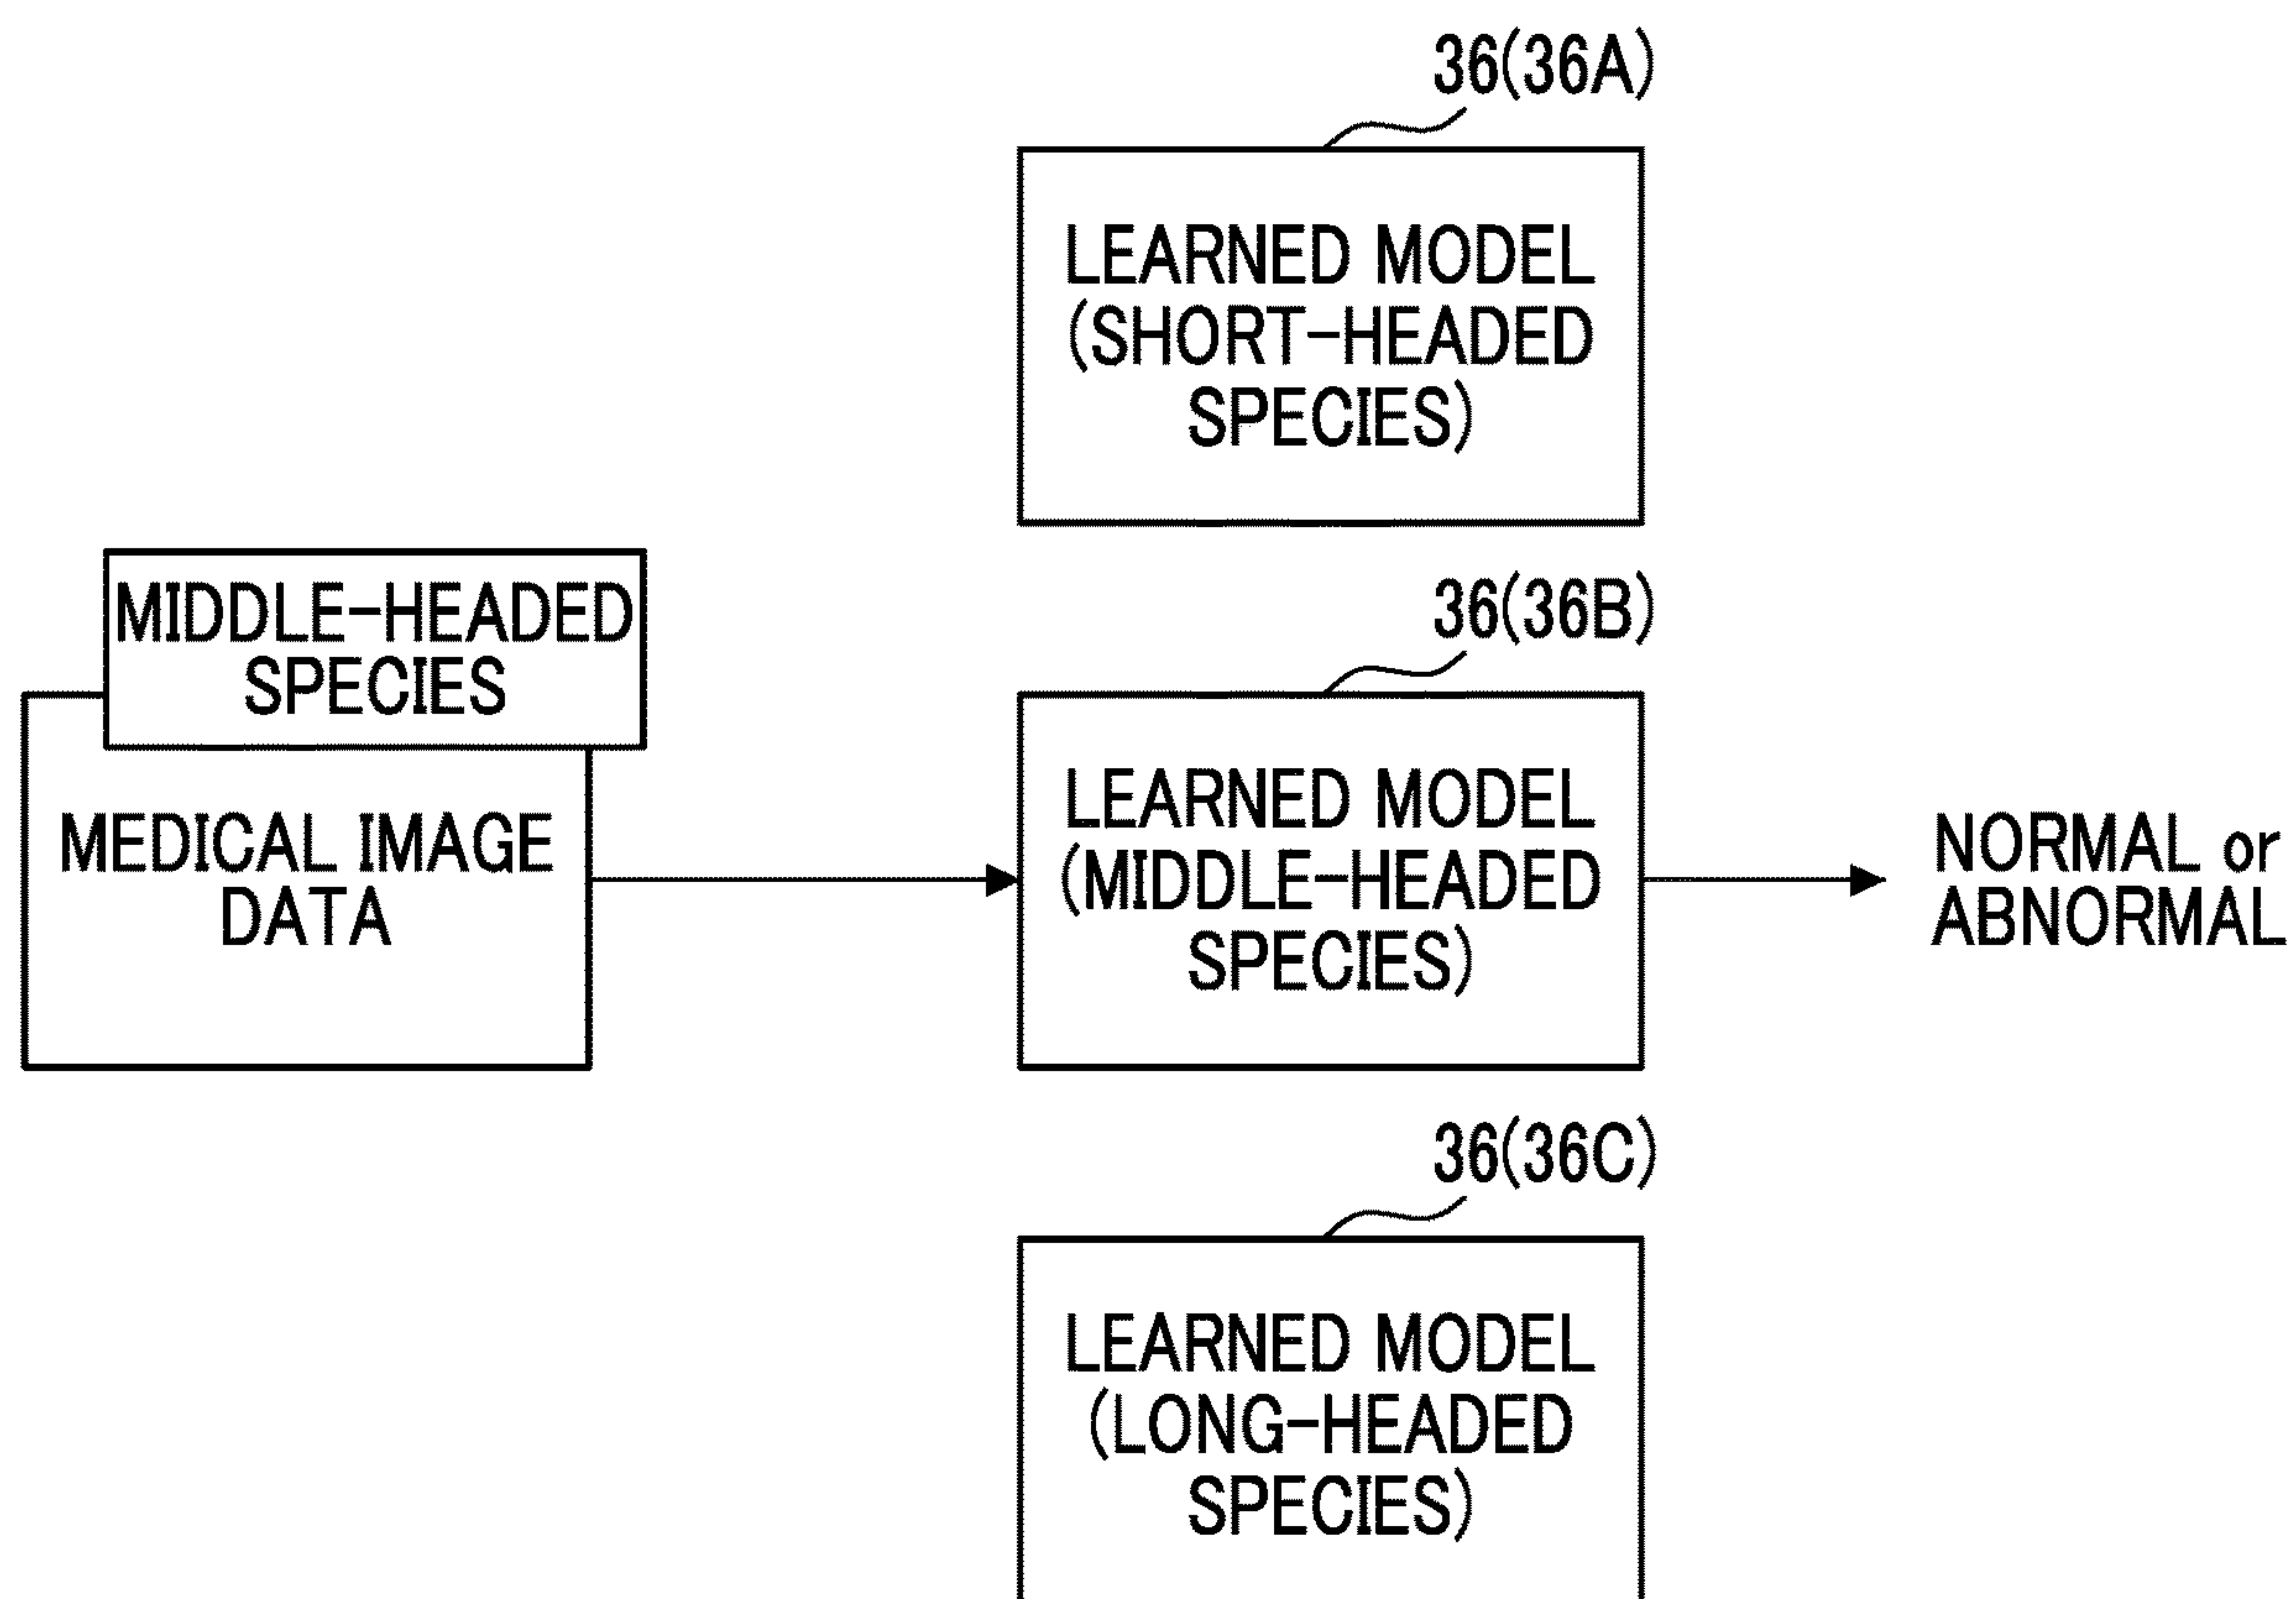 36(36A)
LEARNED MODEL
(SHORT-HEADED
SPECIES)
MIDDLE-HEADED
SPECIES
MEDICAL IMAGE
DATA
36(36B)
LEARNED MODEL
(MIDDLE-HEADED
SPECIES)
NORMAL or
ABNORMAL
36(36C)
LEARNED MODEL
(LONG-HEADED
SPECIES)